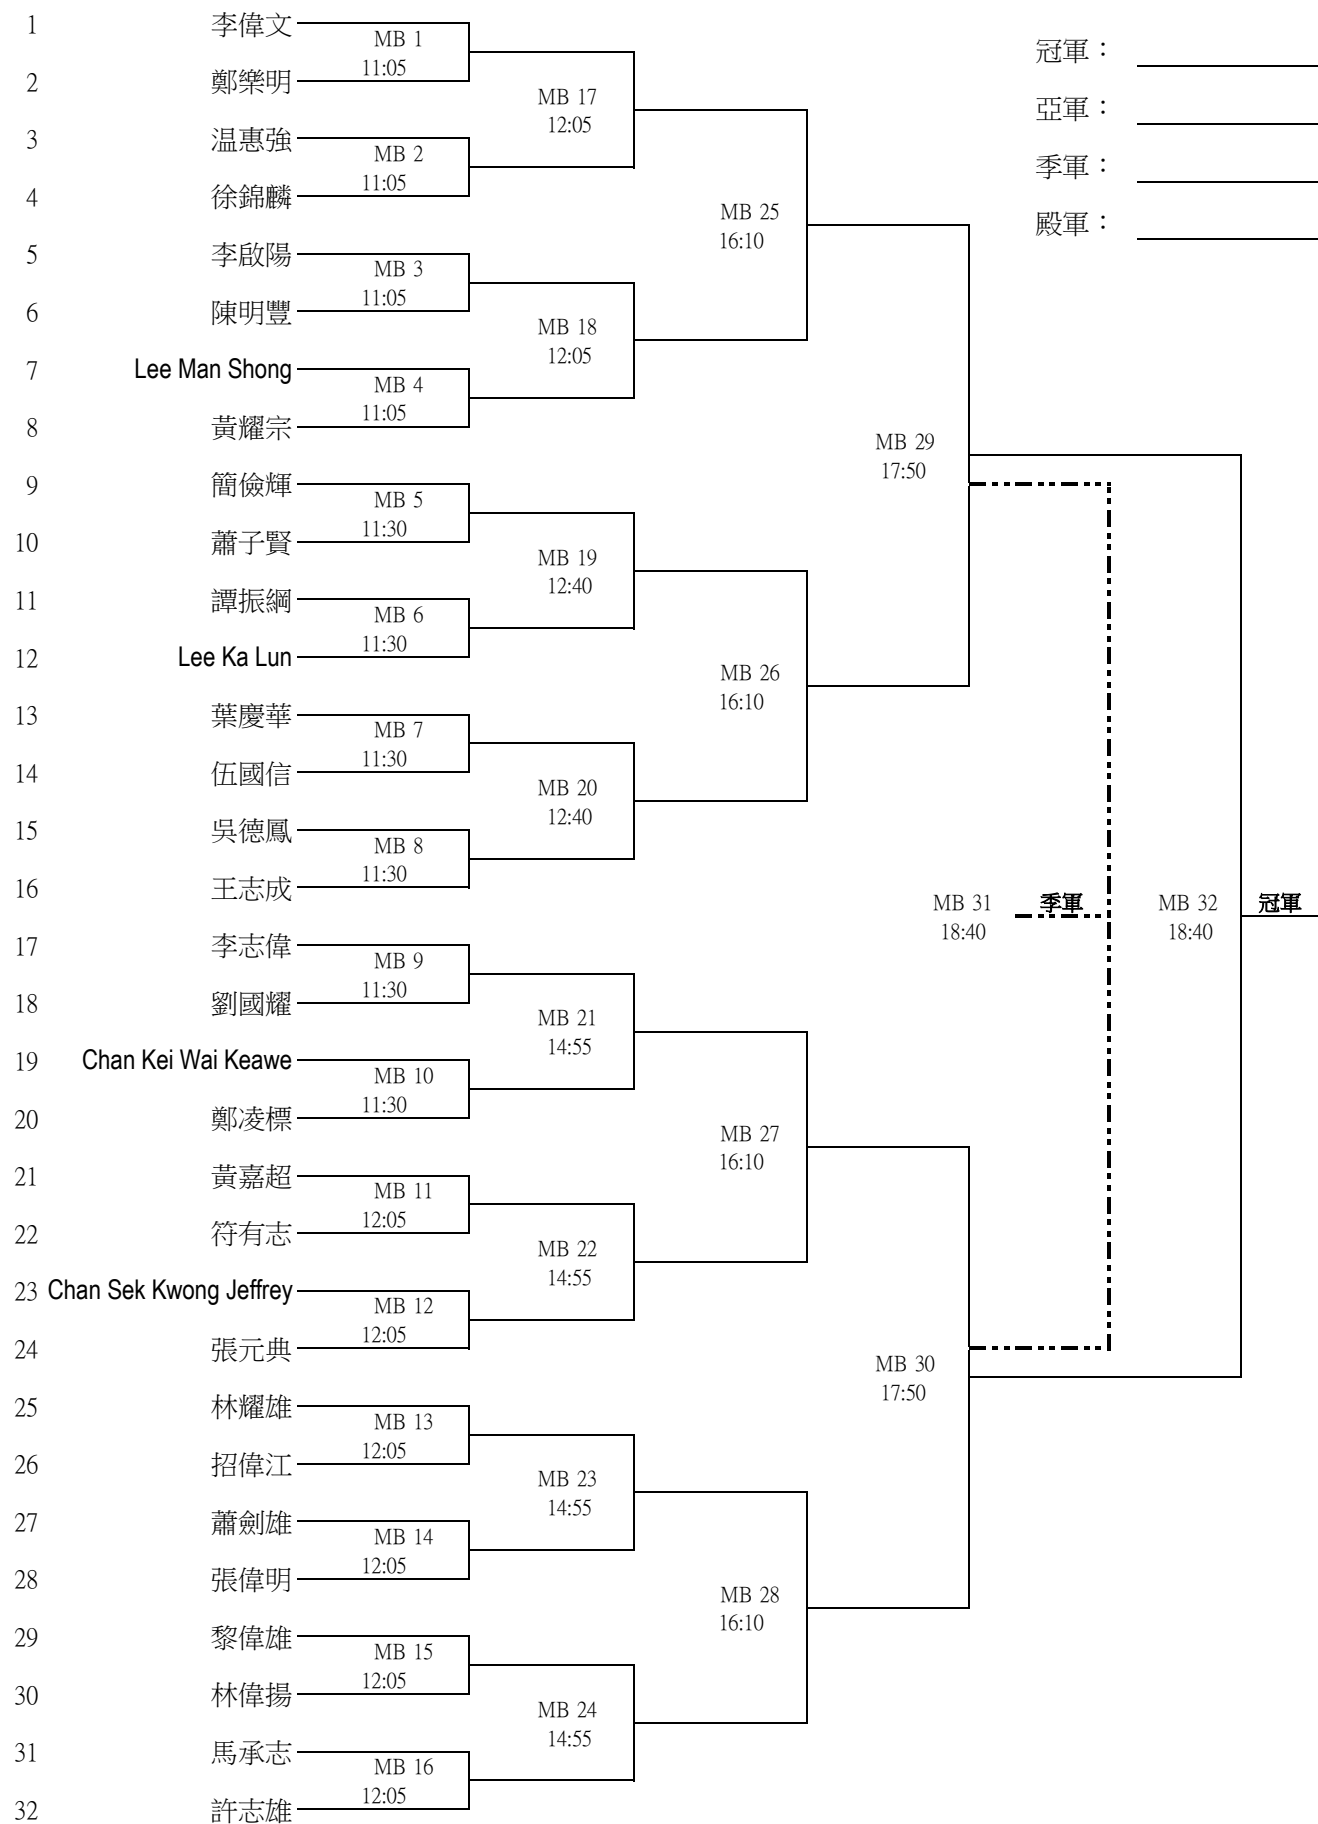 1 李偉文
MB 1
11:05
2 鄭樂明
MB 17
12:05
3 温惠強
MB 2
11:05
4 徐錦麟
MB 25
16:10
5 李啟陽
MB 3
11:05
6 陳明豐
MB 18
12:05
7 Lee Man Shong
MB 4
11:05
8 黃耀宗
MB 29
17:50
9 簡儉輝
MB 5
11:30
10 蕭子賢
MB 19
12:40
11 譚振綱
MB 6
11:30
12 Lee Ka Lun
MB 26
16:10
13 葉慶華
MB 7
11:30
14 伍國信
MB 20
12:40
15 吳德鳳
MB 8
11:30
16 王志成
MB 31 季軍
18:40
MB 32 冠軍
18:40
17 李志偉
MB 9
11:30
18 劉國耀
MB 21
14:55
19 Chan Kei Wai Keawe
MB 10
11:30
20 鄭凌標
MB 27
16:10
21 黃嘉超
MB 11
12:05
22 符有志
MB 22
14:55
23 Chan Sek Kwong Jeffrey
MB 12
12:05
24 張元典
MB 30
17:50
25 林耀雄
MB 13
12:05
26 招偉江
MB 23
14:55
27 蕭劍雄
MB 14
12:05
28 張偉明
MB 28
16:10
29 黎偉雄
MB 15
12:05
30 林偉揚
MB 24
14:55
31 馬承志
MB 16
12:05
32 許志雄
冠軍：
亞軍：
季軍：
殿軍：